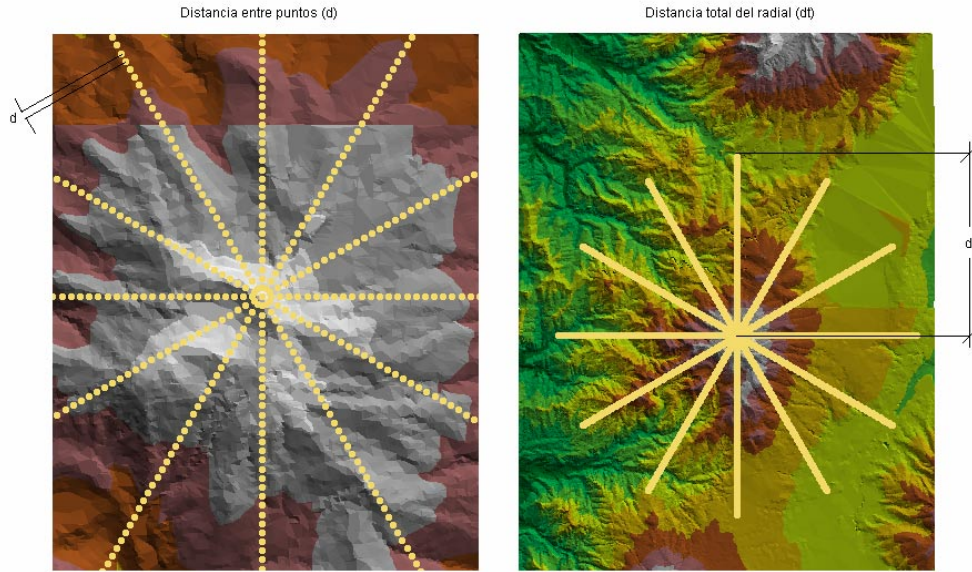 Distancia entre puntos (d)
Distancia total del radial (dt)
d
d